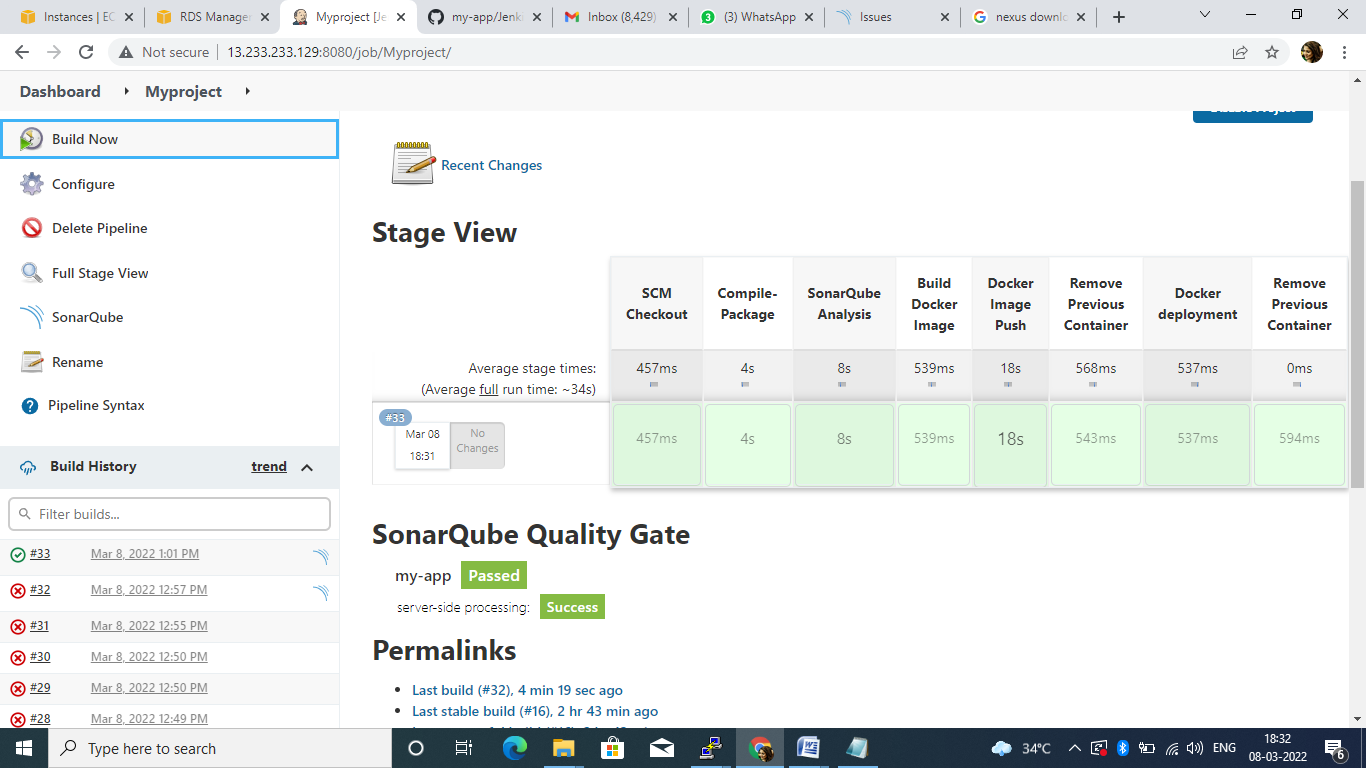 Instances | EC
RDS Manage
Myproject [Je
my-app/Jenk
Inbox (8,429)
(3) WhatsApp
Issues
nexus downlo
Not secure
13.233.233.129:8080/job/Myproject/
Dashboard
Myproject
Build Now
Configure
Delete Pipeline
Full Stage View
SonarQube
Rename
Pipeline Syntax
Build History
trend
Filter builds...
#33
Mar 8, 2022 1:01 PM
#32
Mar 8, 2022 12:57 PM
#31
Mar 8, 2022 12:55 PM
#30
Mar 8, 2022 12:50 PM
#29
Mar 8, 2022 12:50 PM
#28
Mar 8, 2022 12:49 PM
Recent Changes
Stage View
SCM
Checkout
Compile-
Package
SonarQube
Analysis
Build
Docker
Image
Docker
Image
Push
Remove
Previous
Container
Docker
deployment
Remove
Previous
Container
Average stage times:
(Average full run time: ~34s)
457ms
4s
8s
539ms
18s
568ms
537ms
0ms
#33
Mar 08
18:31
No
Changes
457ms
4s
8s
539ms
18s
543ms
537ms
594ms
SonarQube Quality Gate
my-app Passed
server-side processing: Success
Permalinks
Last build (#32), 4 min 19 sec ago
Last stable build (#16), 2 hr 43 min ago
Type here to search
34°C
ENG
18:32
08-03-2022
6